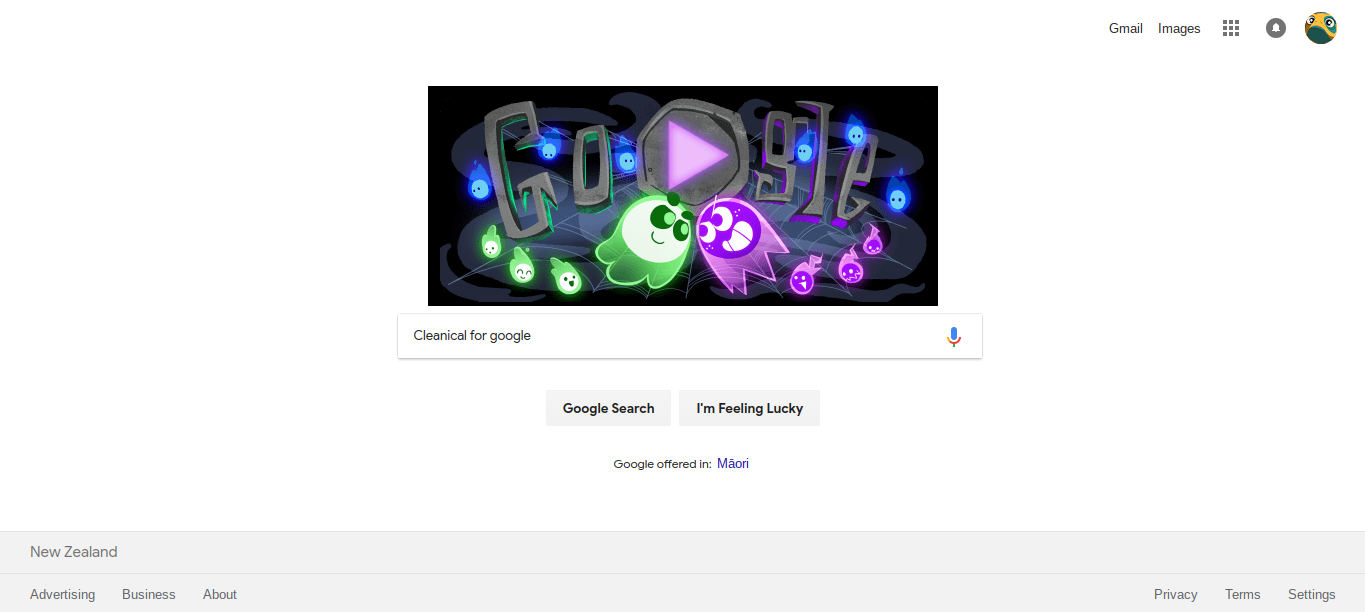 Gmail Images
Google
Cleanical for google
Google Search I'm Feeling Lucky
Google offered in: Māori
New Zealand
Advertising Business About Privacy Terms Settings